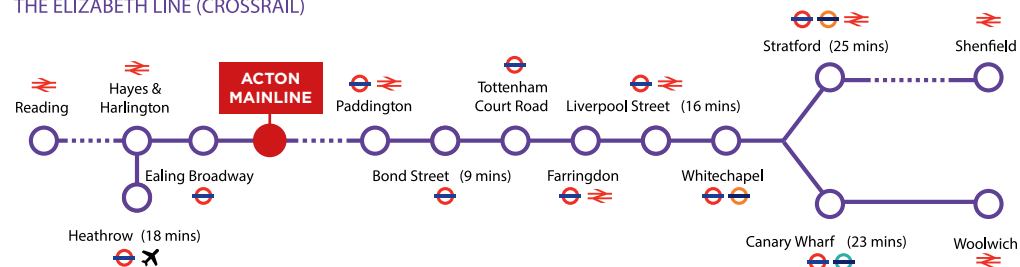 THE ELIZABETH LINE (CROSSRAIL)
Stratford (25 mins)
Shenfield
Reading
Hayes &
Harlington
ACTON
MAINLINE
Paddington
Tottenham
Court Road
Liverpool Street (16 mins)
Ealing Broadway
Bond Street (9 mins)
Farringdon
Whitechapel
Heathrow (18 mins)
Canary Wharf (23 mins)
Woolwich